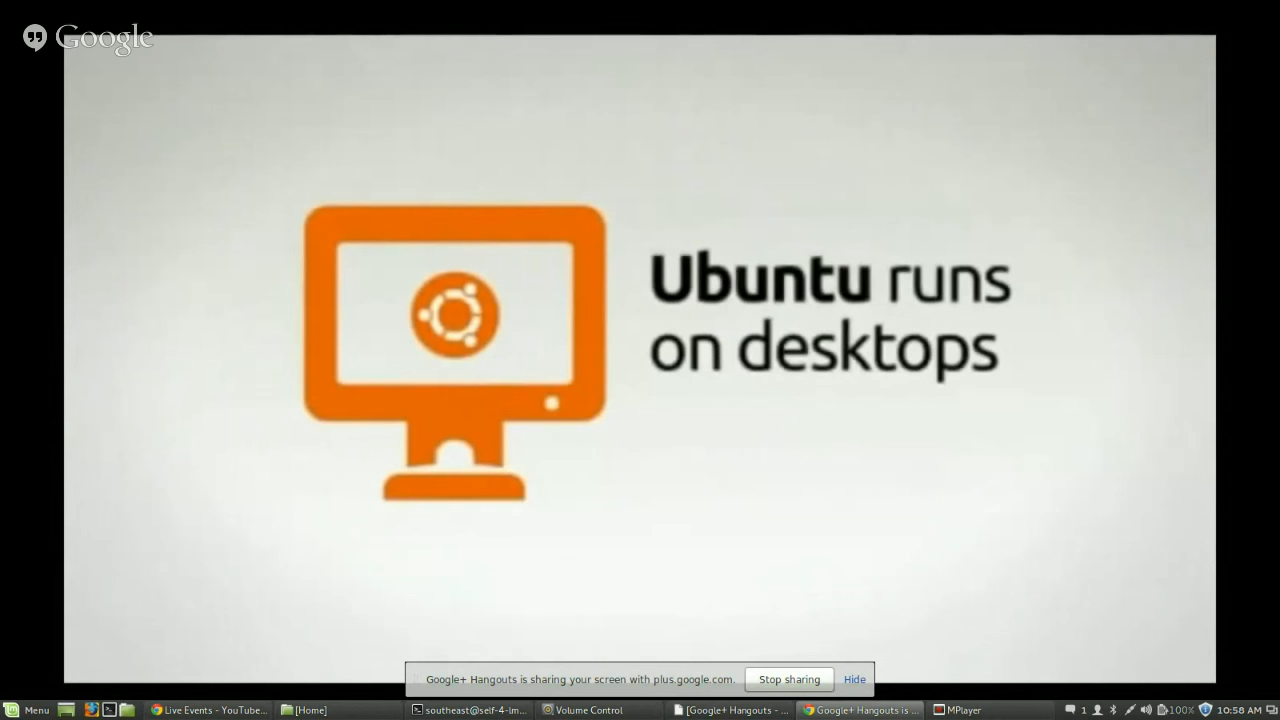 Google
Ubuntu runs
on desktops
Google+ Hangouts is sharing your screen with plus.google.com. Stop sharing Hide
Menu Live Events - YouTube... [Home] southeast@self-4-lm... Volume Control [Google+ Hangouts - ... Google+ Hangouts is ... MPlayer 1 100% 10:58 AM